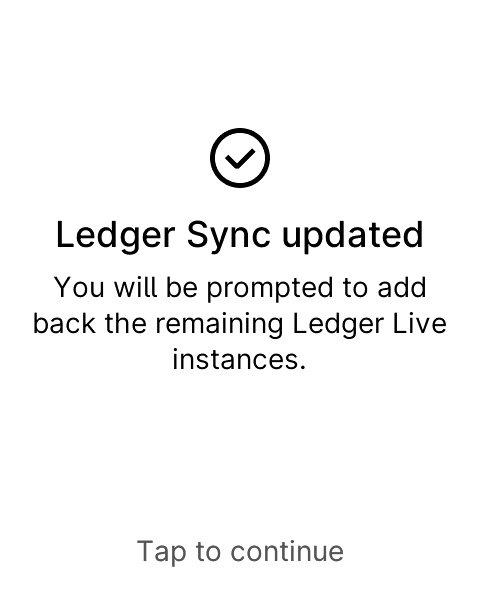 Ledger Sync updated
You will be prompted to add
back the remaining Ledger Live
instances.
Tap to continue